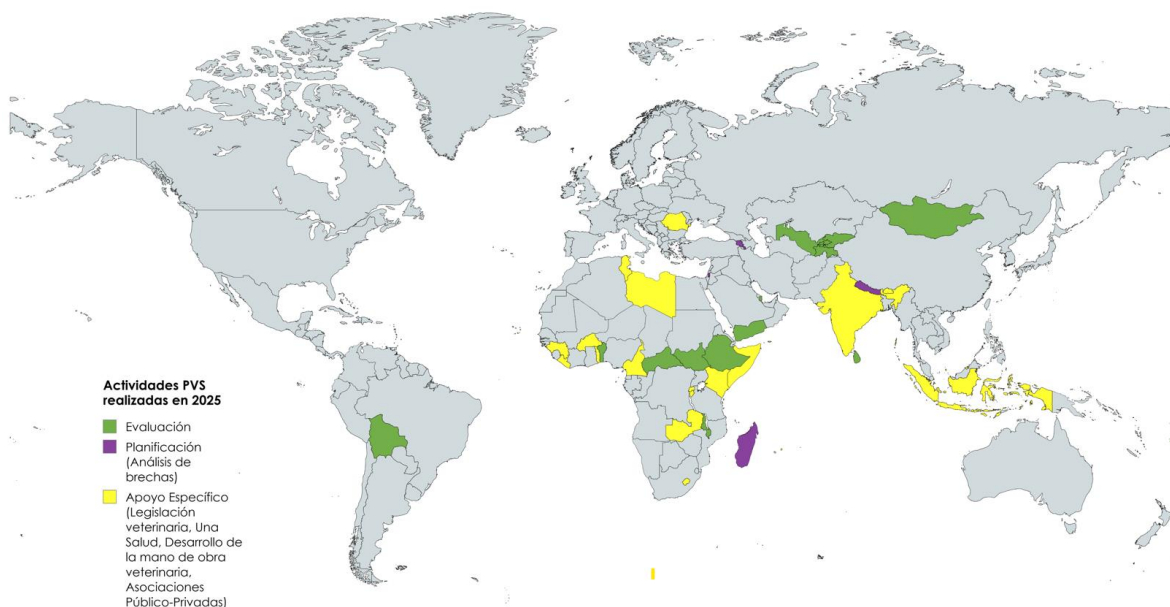 Actividades PVS
realizadas en 2025
Evaluación
Planificación
(Análisis de
brechas)
Apoyo Específico
(Legislación
veterinaria, Una
Salud, Desarrollo de
la mano de obra
veterinaria,
Asociaciones
Público-Privadas)